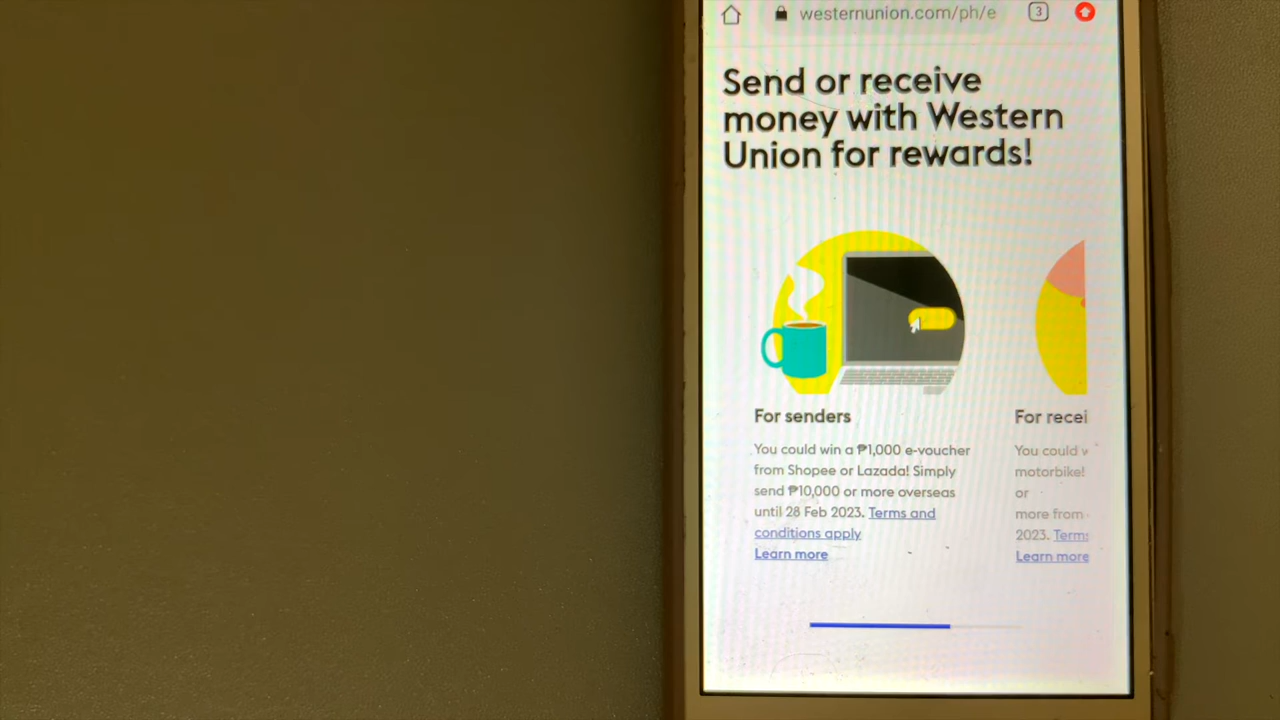 westernunion.com/ph/e
3
Send or receive
money with Western
Union for rewards!
For senders
You could win a ₱1,000 e-voucher
from Shopee or Lazada! Simply
send ₱10,000 or more overseas
until 28 Feb 2023. Terms and
conditions apply
Learn more
For recei
You could
motorbike!
or
more from
2023. Terms
Learn more